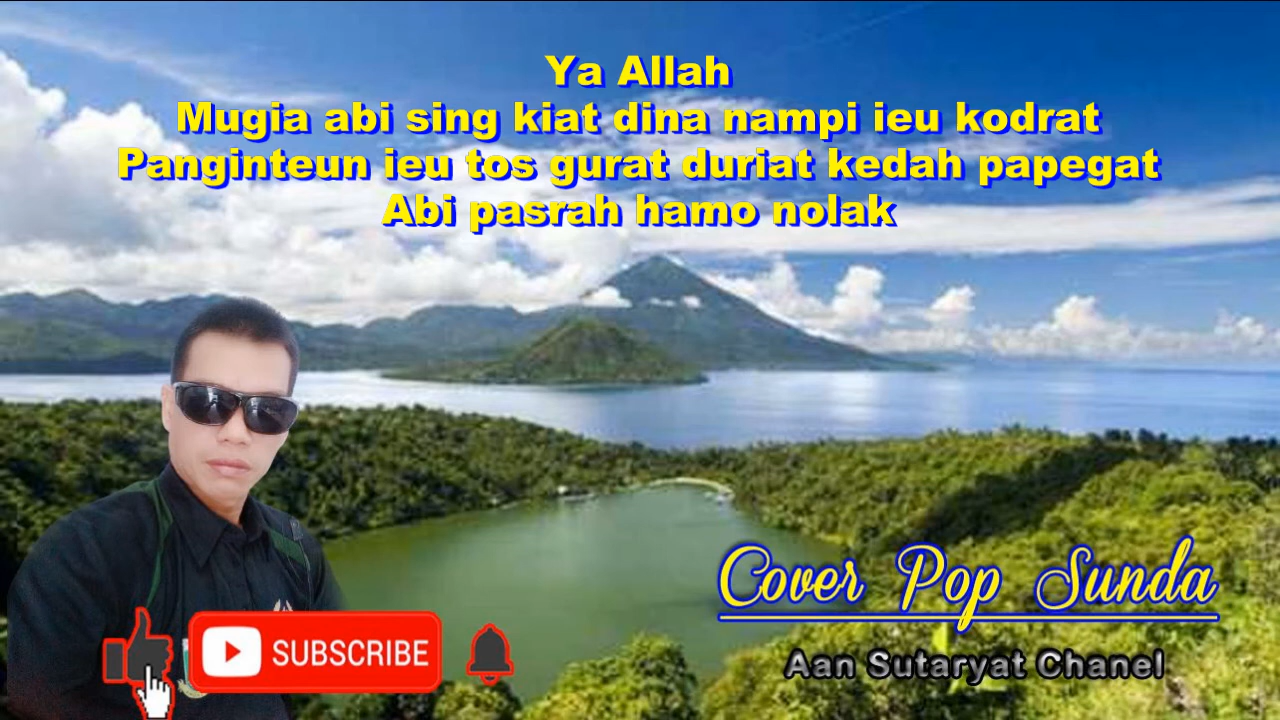 Ya Allah
Mugia abi sing kiat dina nampi ieu kodrat
Panginteun ieu tos gurat duriat kedah papegat
Abi pasrah hamo nolak
SUBSCRIBE
Cover Pop Sunda
Aan Sutaryat Chanel